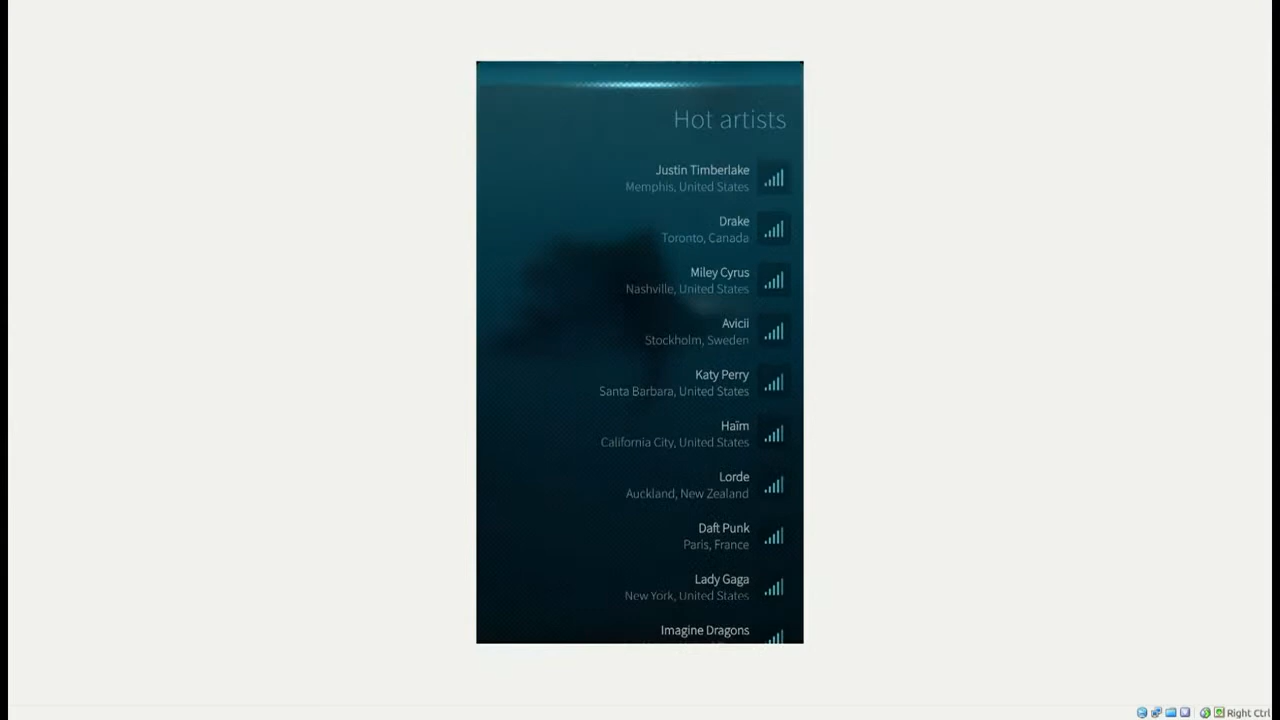 Hot artists
Justin Timberlake
Memphis, United States
Drake
Toronto, Canada
Miley Cyrus
Nashville, United States
Avicii
Stockholm, Sweden
Katy Perry
Santa Barbara, United States
Haïm
California City, United States
Lorde
Auckland, New Zealand
Daft Punk
Paris, France
Lady Gaga
New York, United States
Imagine Dragons
Right Ctrl